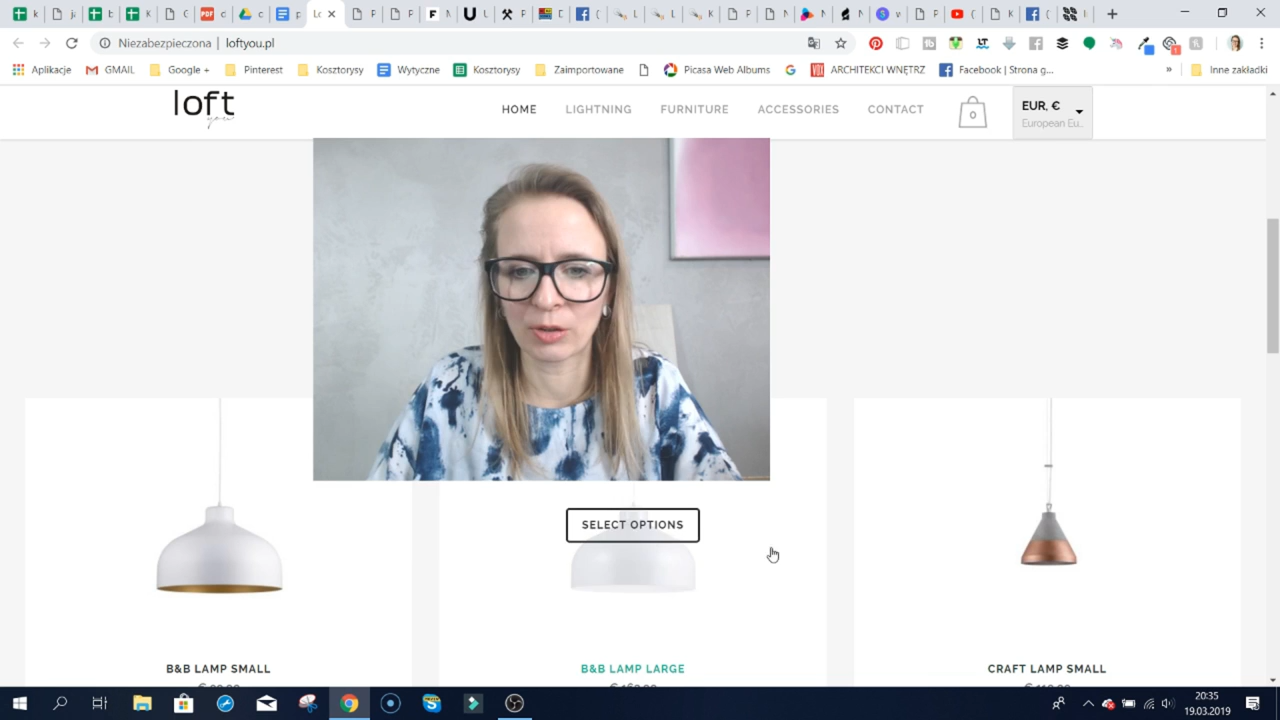 Niezabezpieczona | loftyou.pl
Aplikacje GMAIL Google + Pinterest Kosztorysy Wytyczne Kosztorysy Zaimportowane Picasa Web Albums ARCHITEKCI WNĘTRZ Facebook | Strona g... » Inne zakładki
loft
you
HOME LIGHTNING FURNITURE ACCESSORIES CONTACT 0 EUR, €
European Eu...
SELECT OPTIONS
B&B LAMP SMALL B&B LAMP LARGE CRAFT LAMP SMALL
20:35
19.03.2019